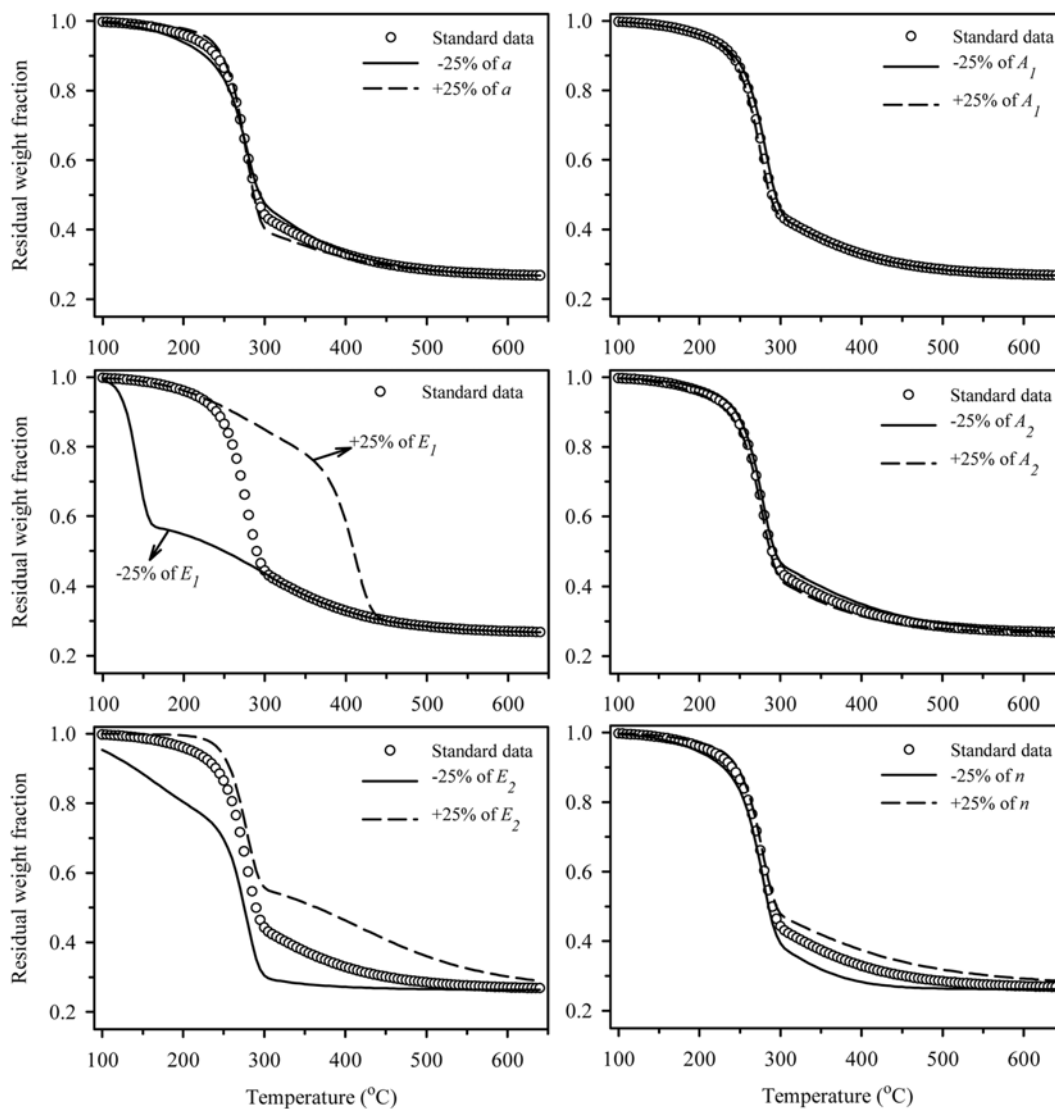 1.0
0.8
0.6
0.4
0.2
Residual weight fraction
Standard data
-25% of a
+25% of a
100 200 300 400 500 600
Standard data
-25% of A1
+25% of A1
100 200 300 400 500 600
1.0
0.8
0.6
0.4
0.2
Residual weight fraction
Standard data
+25% of E1
-25% of E1
100 200 300 400 500 600
Standard data
-25% of A2
+25% of A2
100 200 300 400 500 600
1.0
0.8
0.6
0.4
0.2
Residual weight fraction
Standard data
-25% of E2
+25% of E2
100 200 300 400 500 600
Temperature (°C)
Standard data
-25% of n
+25% of n
100 200 300 400 500 600
Temperature (°C)